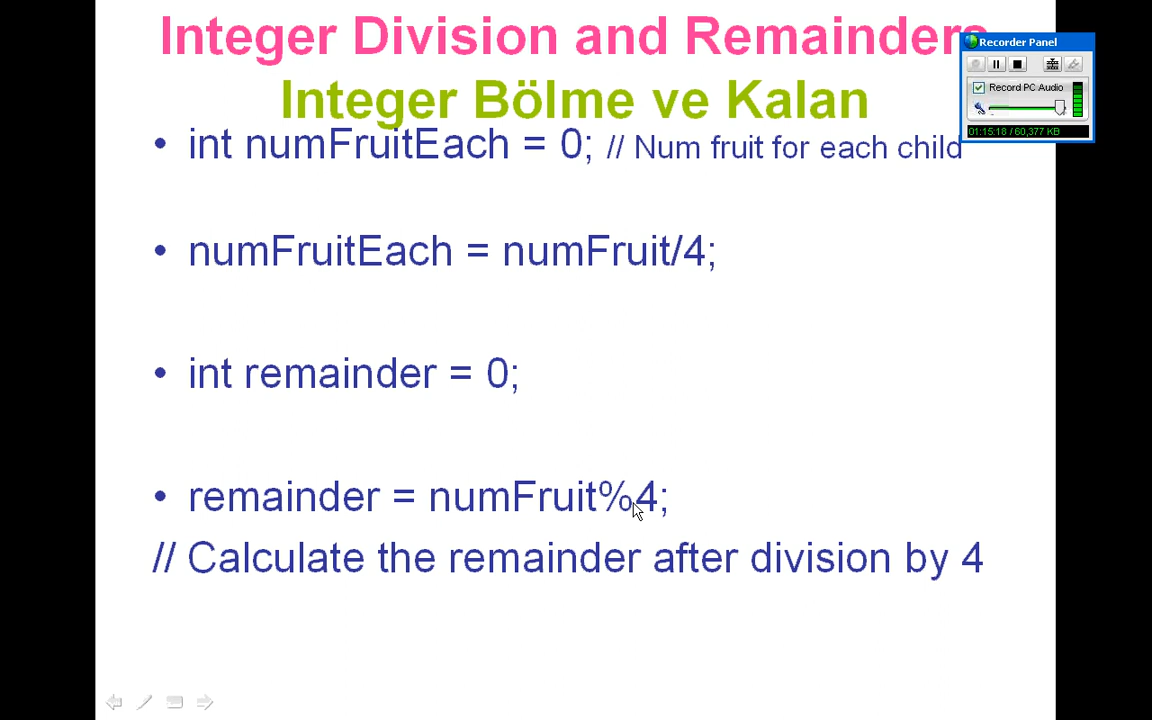 Integer Division and Remainders
Integer Bölme ve Kalan
• int numFruitEach = 0; // Num fruit for each child
• numFruitEach = numFruit/4;
• int remainder = 0;
• remainder = numFruit%4;
// Calculate the remainder after division by 4
Recorder Panel
Record PC Audio
01:15:18 / 60,377 KB